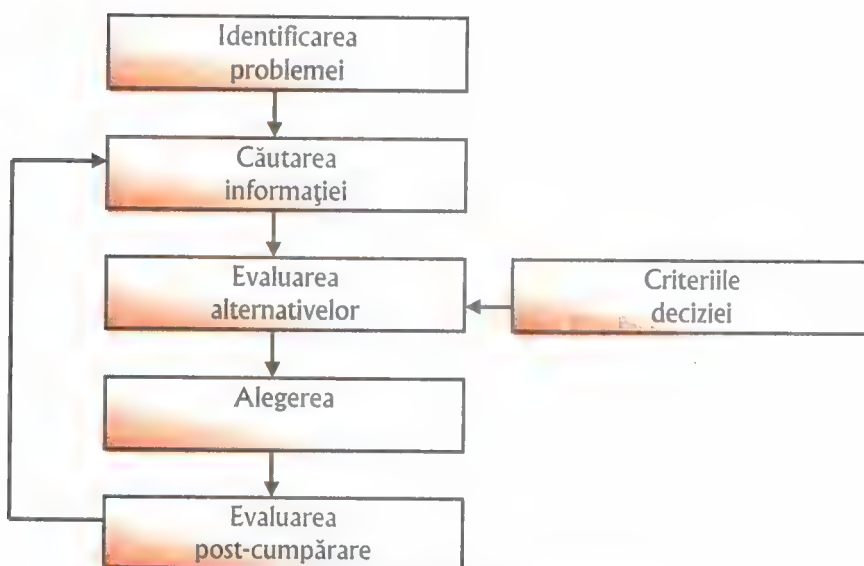 Identificarea
problemei
Căutarea
informaţiei
Evaluarea
alternativelor
Criteriile
deciziei
Alegerea
Evaluarea
post-cumpărare